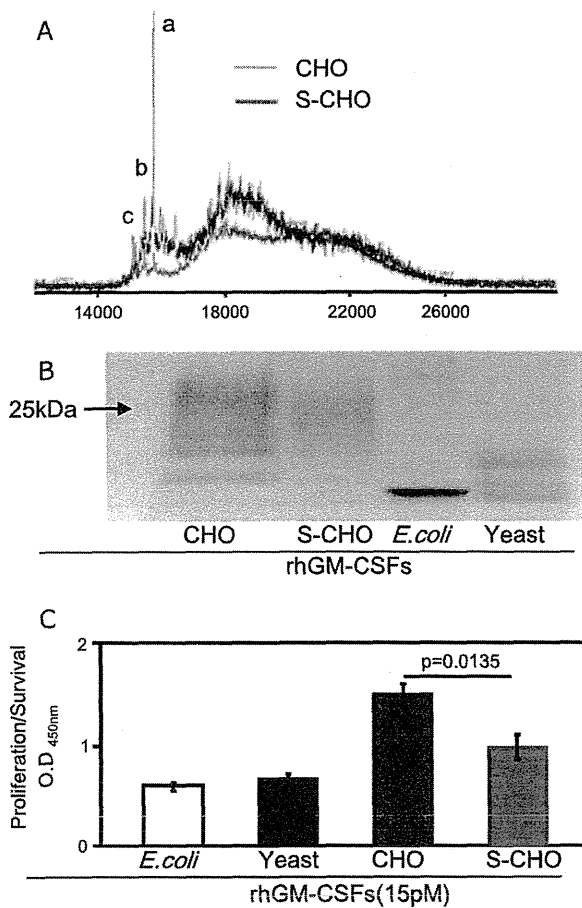 A
a
CHO
S-CHO
b
c
14000 18000 22000 26000
B
25kDa
CHO S-CHO E.coli Yeast
rhGM-CSFs
C
Proliferation/Survival
O.D 450nm
2
1
0
p=0.0135
E.coli Yeast CHO S-CHO
rhGM-CSFs(15pM)